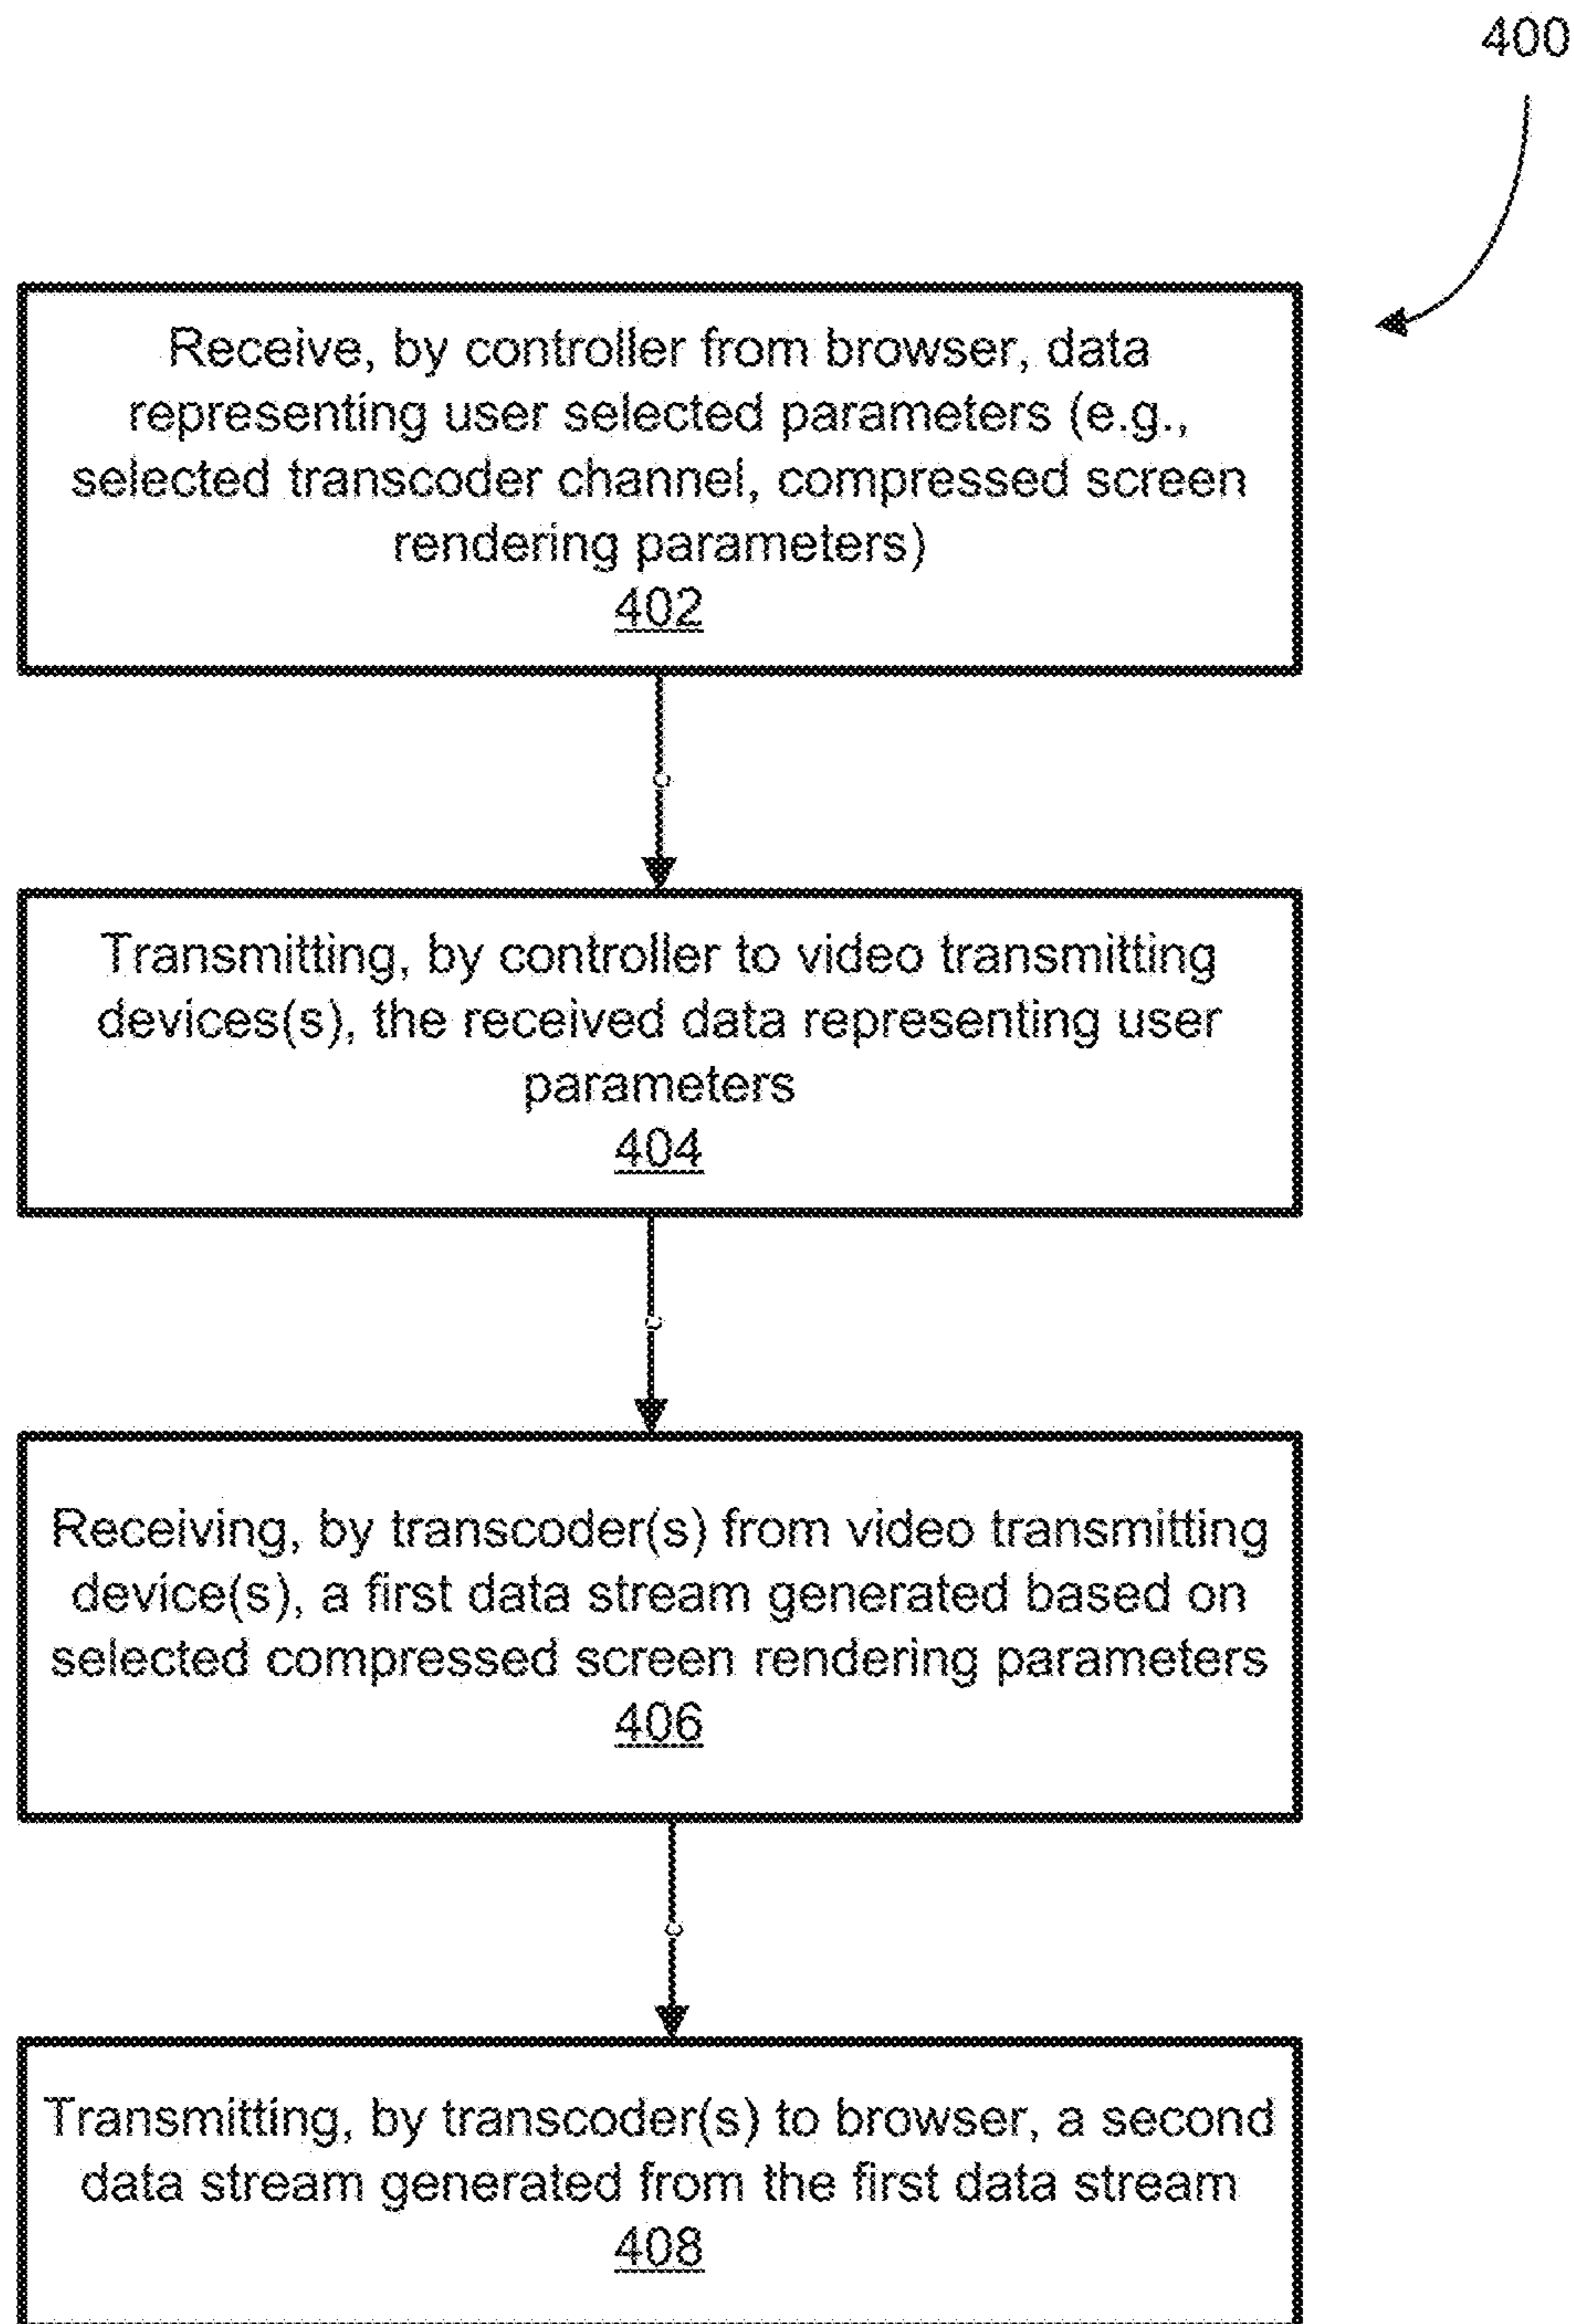 400
Receive, by controller from browser, data
representing user selected parameters (e.g.,
selected transcoder channel, compressed screen
rendering parameters)
402
Transmitting, by controller to video transmitting
devices(s), the received data representing user
parameters
404
Receiving, by transcoder(s) from video transmitting
device(s), a first data stream generated based on
selected compressed screen rendering parameters
406
Transmitting, by transcoder(s) to browser, a second
data stream generated from the first data stream
408